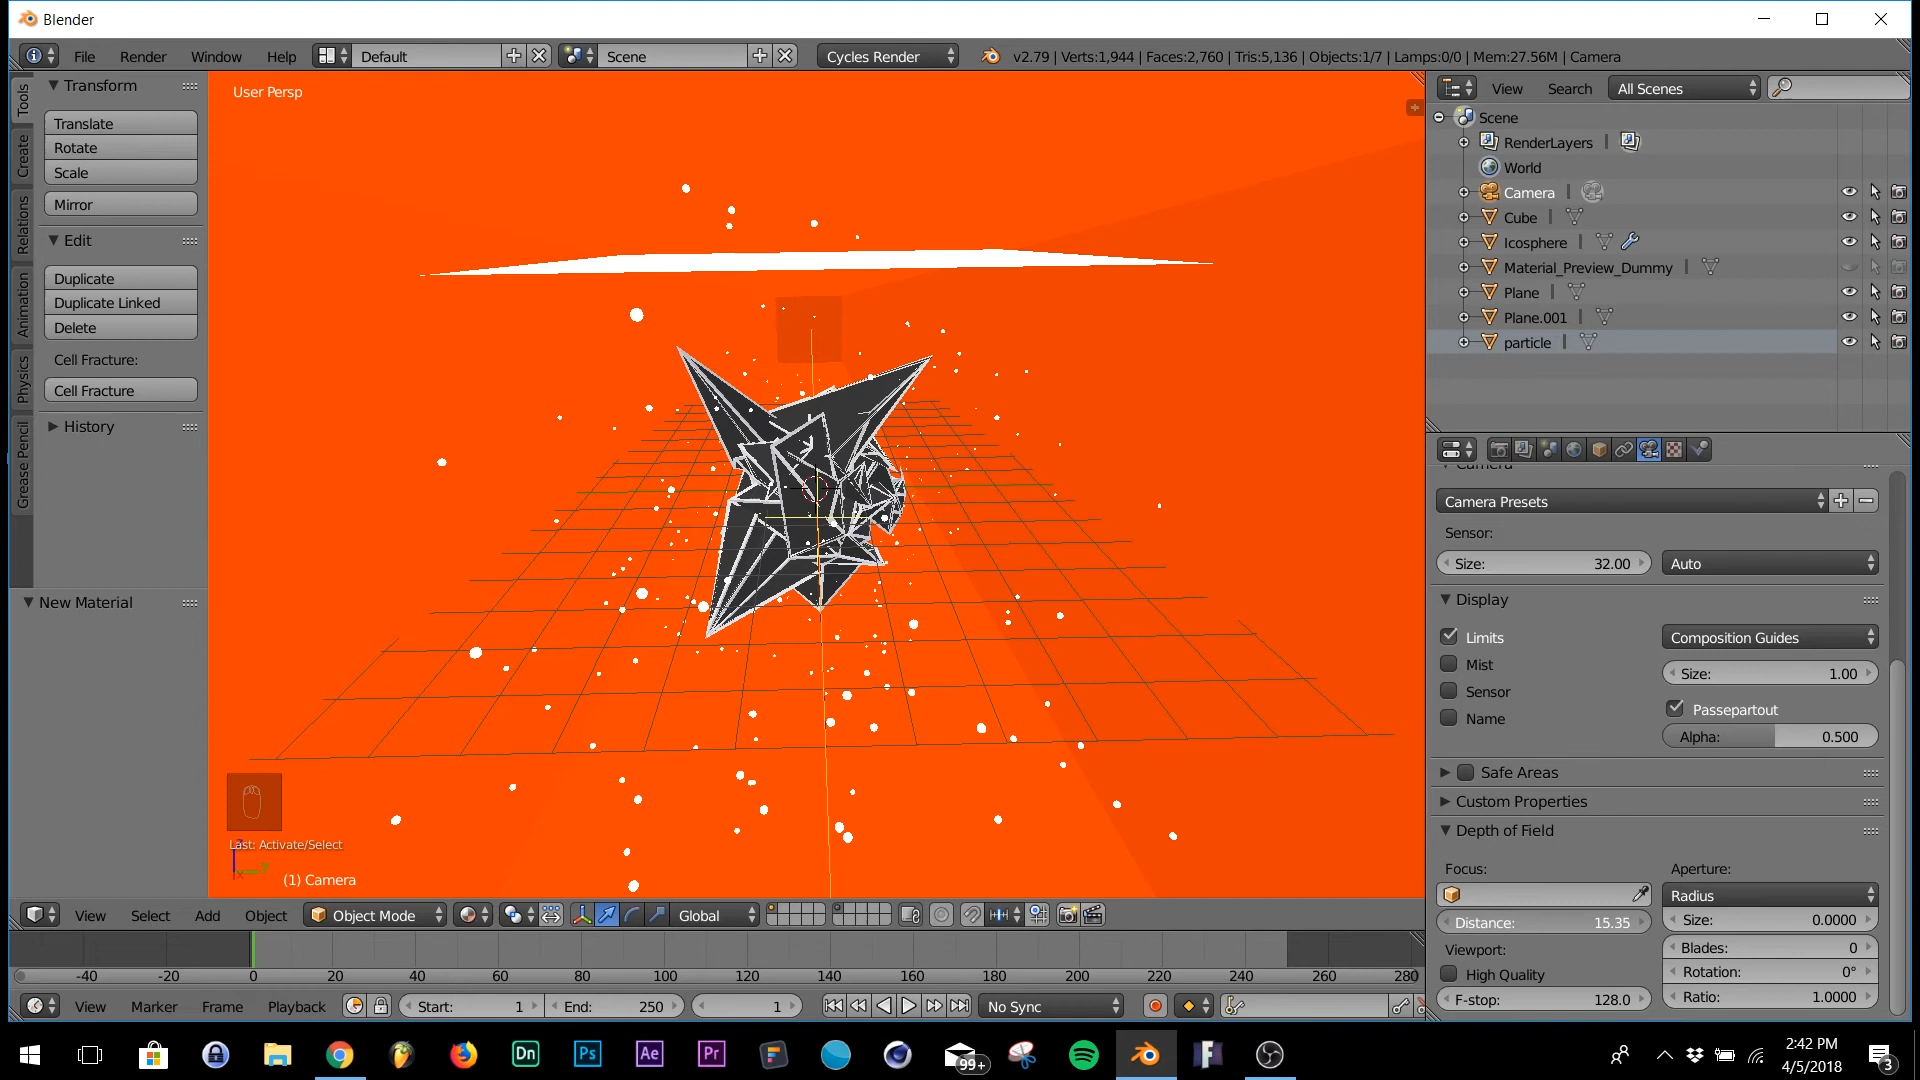 Blender
File Render Window Help Default Scene Cycles Render v2.79 | Verts:1,944 | Faces:2,760 | Tris:5,136 | Objects:1/7 | Lamps:0/0 | Mem:27.56M | Camera
Tools
Create
Relations
Animation
Physics
Grease Pencil
Transform
Translate
Rotate
Scale
Mirror
Edit
Duplicate
Duplicate Linked
Delete
Cell Fracture:
Cell Fracture
History
New Material
User Persp
Last: Activate/Select
(1) Camera
View Search All Scenes
Scene
RenderLayers
World
Camera
Cube
Icosphere
Material_Preview_Dummy
Plane
Plane.001
particle
Camera
Camera Presets
Sensor:
Size: 32.00 Auto
Display
Limits Composition Guides
Mist Size: 1.00
Sensor
Passepartout
Name
Alpha: 0.500
Safe Areas
Custom Properties
Depth of Field
Focus: Aperture:
Radius
Distance: 15.35 Size: 0.0000
Viewport: Blades: 0
High Quality Rotation: 0°
F-stop: 128.0 Ratio: 1.0000
View Select Add Object Object Mode Global
-40 -20 0 20 40 60 80 100 120 140 160 180 200 220 240 260 280
View Marker Frame Playback Start: 1 End: 250 1 No Sync
Dn Ps Ae Pr 99+
2:42 PM
4/5/2018
3